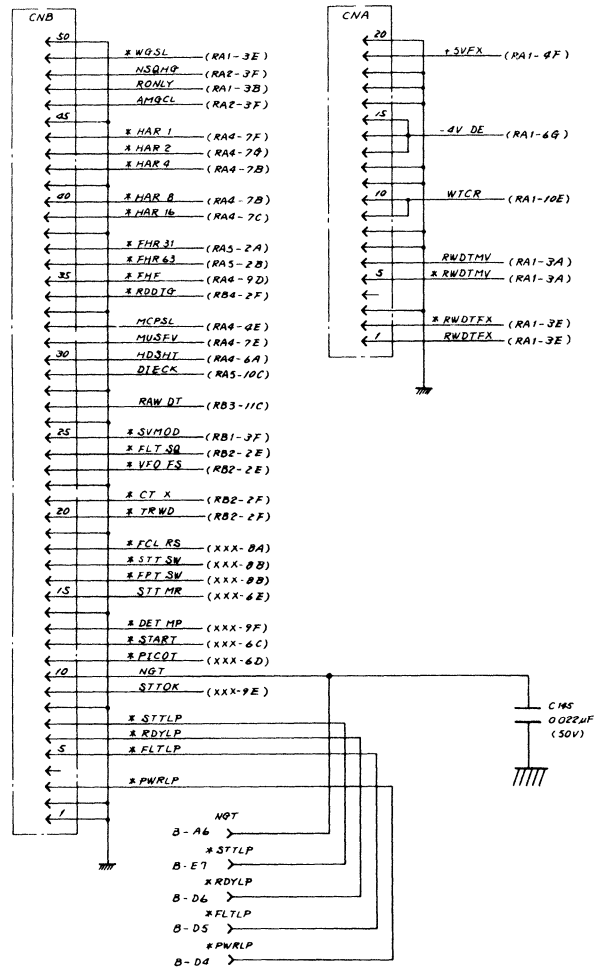 CNB
50
* WGSL (RA1-3E)
NSQHG (RA2-3F)
RONLY (RA1-3B)
AMGCL (RA2-3F)
45
* HAR 1 (RA4-7F)
* HAR 2 (RA4-7G)
* HAR 4 (RA4-7B)
40 * HAR 8 (RA4-7B)
* HAR 16 (RA4-7C)
* FHR 31 (RA5-2A)
* FHR 63 (RA5-2B)
35 * FHF (RA4-9D)
* RDDTG (RB4-2F)
MCPSL (RA4-4E)
MUSFV (RA4-7E)
30 HDSHT (RA4-6A)
DIECK (RA5-10C)
RAW DT (RB3-11C)
25 * SVMOD (RB1-3F)
* FLT SQ (RB2-2E)
* VFO FS (RB2-2E)
* CT X (RB2-2F)
20 * TRWD (RB2-2F)
* FCL RS (XXX-8A)
* STT SW (XXX-8B)
* FPT SW (XXX-8B)
15 STT MR (XXX-6E)
* DET MP (XXX-9F)
* START (XXX-6C)
* PICOT (XXX-6D)
10 NGT
STTOK (XXX-9E)
* STTLP
* RDYLP
5 * FLTLP
* PWRLP
1
NGT
B-A6
* STTLP
B-E7
* RDYLP
B-D6
* FLTLP
B-D5
* PWRLP
B-D4
CNA
20
+5VFX (RA1-4F)
15
-4V DE (RA1-6G)
10 WTCR (RA1-10E)
RWDTMV (RA1-3A)
5 * RWDTMV (RA1-3A)
* RWDTFX (RA1-3E)
1 RWDTFX (RA1-3E)
C145
0.022μF
(50V)